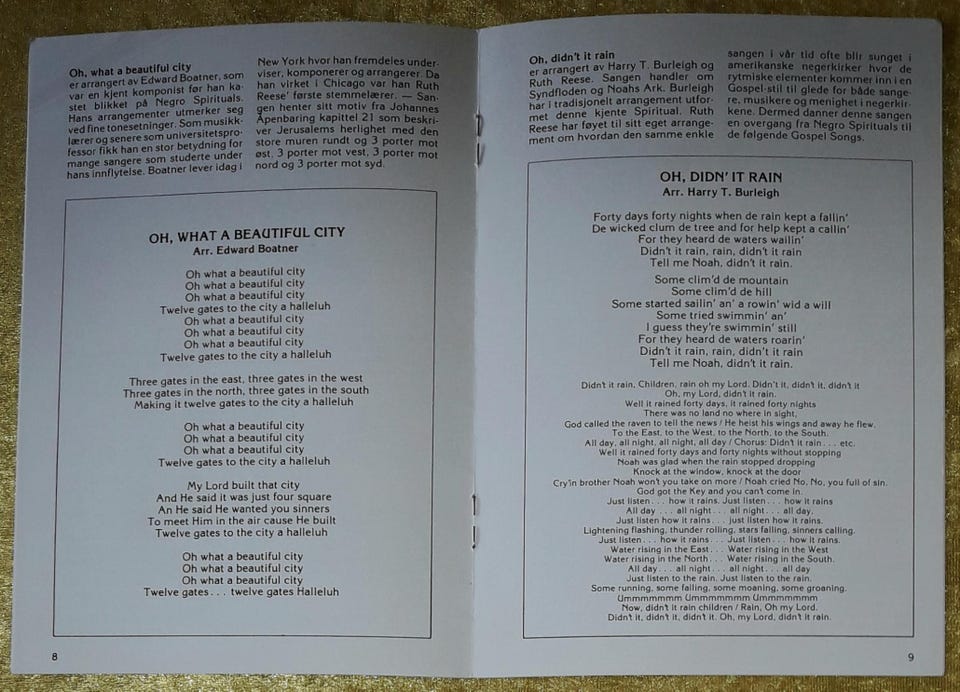 Oh, what a beautiful city
er arrangert av Edward Boatner, som
var en kjent komponist før han ka-
stet blikket på Negro Spirituals.
Hans arrangementer utmerker seg
ved fine tonesetninger. Som musikk-
lærer og senere som universitetspro-
fessor fikk han en stor betydning for
mange sangere som studerte under
hans innflytelse. Boatner lever idag i
New York hvor han fremdeles under-
viser, komponerer og arrangerer. Da
han virket i Chicago var han Ruth
Reese' første stemmelærer. — San-
gen henter sitt motiv fra Johannes
Åpenbaring kapittel 21 som beskri-
ver Jerusalems herlighet med den
store muren rundt og 3 porter mot
øst, 3 porter mot vest, 3 porter mot
nord og 3 porter mot syd.
OH, WHAT A BEAUTIFUL CITY
Arr. Edward Boatner
Oh what a beautiful city
Oh what a beautiful city
Oh what a beautiful city
Twelve gates to the city a halleluh
Oh what a beautiful city
Oh what a beautiful city
Oh what a beautiful city
Twelve gates to the city a halleluh
Three gates in the east, three gates in the west
Three gates in the north, three gates in the south
Making it twelve gates to the city a halleluh
Oh what a beautiful city
Oh what a beautiful city
Oh what a beautiful city
Twelve gates to the city a halleluh
My Lord built that city
And He said it was just four square
An He said He wanted you sinners
To meet Him in the air cause He built
Twelve gates to the city a halleluh
Oh what a beautiful city
Oh what a beautiful city
Oh what a beautiful city
Twelve gates... twelve gates Halleluh
8
Oh, didn't it rain
er arrangert av Harry T. Burleigh og
Ruth Reese. Sangen handler om
Syndfloden og Noahs Ark. Burleigh
har i tradisjonelt arrangement utfor-
met denne kjente Spiritual. Ruth
Reese har føyet til sitt eget arrange-
ment om hvordan den samme enkle
sangen i vår tid ofte blir sunget i
amerikanske negerkirker hvor de
rytmiske elementer kommer inn i en
Gospel-stil til glede for både sange-
re, musikere og menighet i negerkir-
kene. Dermed danner denne sangen
en overgang fra Negro Spirituals til
de følgende Gospel Songs.
OH, DIDN' IT RAIN
Arr. Harry T. Burleigh
Forty days forty nights when de rain kept a fallin'
De wicked clum de tree and for help kept a callin'
For they heard de waters wailin'
Didn't it rain, rain, didn't it rain
Tell me Noah, didn't it rain.
Some clim'd de mountain
Some clim'd de hill
Some started sailin' an' a rowin' wid a will
Some tried swimmin' an'
I guess they're swimmin' still
For they heard de waters roarin'
Didn't it rain, rain, didn't it rain
Tell me Noah, didn't it rain.
Didn't it rain, Children, rain oh my Lord. Didn't it, didn't it, didn't it
Oh, my Lord, didn't it rain.
Well it rained forty days, it rained forty nights
There was no land no where in sight,
God called the raven to tell the news / He heist his wings and away he flew.
To the East, to the West, to the North, to the South.
All day, all night, all night, all day / Chorus: Didn't it rain... etc.
Well it rained forty days and forty nights without stopping
Noah was glad when the rain stopped dropping
Knock at the window, knock at the door
Cry'in brother Noah won't you take on more / Noah cried No, No, you full of sin.
God got the Key and you can't come in.
Just listen... how it rains. Just listen... how it rains
All day ... all night... all night... all day.
Just listen how it rains... just listen how it rains.
Lightening flashing, thunder rolling, stars falling, sinners calling.
Just listen... how it rains... Just listen... how it rains.
Water rising in the East... Water rising in the West
Water rising in the North... Water rising in the South.
All day... all night... all night... all day
Just listen to the rain. Just listen to the rain.
Some running, some falling, some moaning, some groaning.
Ummmmmmm Ummmmmmm Ummmmmmm
Now, didn't it rain children / Rain, Oh my Lord.
Didn't it, didn't it, didn't it. Oh, my Lord, didn't it rain.
9